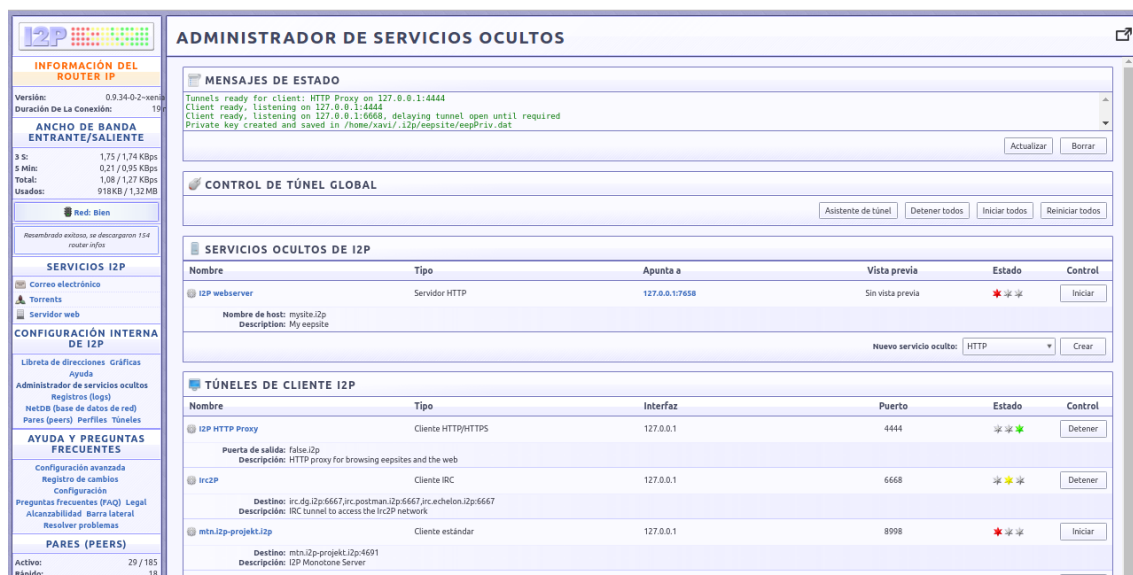 I2P
INFORMACIÓN DEL
ROUTER IP
Versión: 0.9.34-0-2~xenia
Duración De La Conexión: 19
ANCHO DE BANDA
ENTRANTE/SALIENTE
3 S: 1,75 / 1,74 KBps
5 Min: 0,21 / 0,95 KBps
Total: 1,08 / 1,27 KBps
Usados: 918KB / 1,32 MB
Red: Bien
Resembrado exitoso, se descargaron 154
router infos
SERVICIOS I2P
Correo electrónico
Torrents
Servidor web
CONFIGURACIÓN INTERNA
DE I2P
Libreta de direcciones Gráficas
Ayuda
Administrador de servicios ocultos
Registros (logs)
NetDB (base de datos de red)
Pares (peers) Perfiles Túneles
AYUDA Y PREGUNTAS
FRECUENTES
Configuración avanzada
Registro de cambios
Configuración
Preguntas frecuentes (FAQ) Legal
Alcanzabilidad Barra lateral
Resolver problemas
PARES (PEERS)
Activo: 29 / 185
Rápido: 18
ADMINISTRADOR DE SERVICIOS OCULTOS
MENSAJES DE ESTADO
Tunnels ready for client: HTTP Proxy on 127.0.0.1:4444
Client ready, listening on 127.0.0.1:4444
Client ready, listening on 127.0.0.1:6668, delaying tunnel open until required
Private key created and saved in /home/xavi/.i2p/eepsite/eepPriv.dat
Actualizar Borrar
CONTROL DE TÚNEL GLOBAL
Asistente de túnel Detener todos Iniciar todos Reiniciar todos
SERVICIOS OCULTOS DE I2P
Nombre Tipo Apunta a Vista previa Estado Control
I2P webserver Servidor HTTP 127.0.0.1:7658 Sin vista previa Iniciar
Nombre de host: mysite.i2p
Description: My eepsite
Nuevo servicio oculto: HTTP Crear
TÚNELES DE CLIENTE I2P
Nombre Tipo Interfaz Puerto Estado Control
I2P HTTP Proxy Cliente HTTP/HTTPS 127.0.0.1 4444 Detener
Puerta de salida: false.i2p
Descripción: HTTP proxy for browsing eepsites and the web
Irc2P Cliente IRC 127.0.0.1 6668 Detener
Destino: irc.dg.i2p:6667,irc.postman.i2p:6667,irc.echelon.i2p:6667
Descripción: IRC tunnel to access the Irc2P network
mtn.i2p-projekt.i2p Cliente estándar 127.0.0.1 8998 Iniciar
Destino: mtn.i2p-projekt.i2p:4691
Descripción: I2P Monotone Server